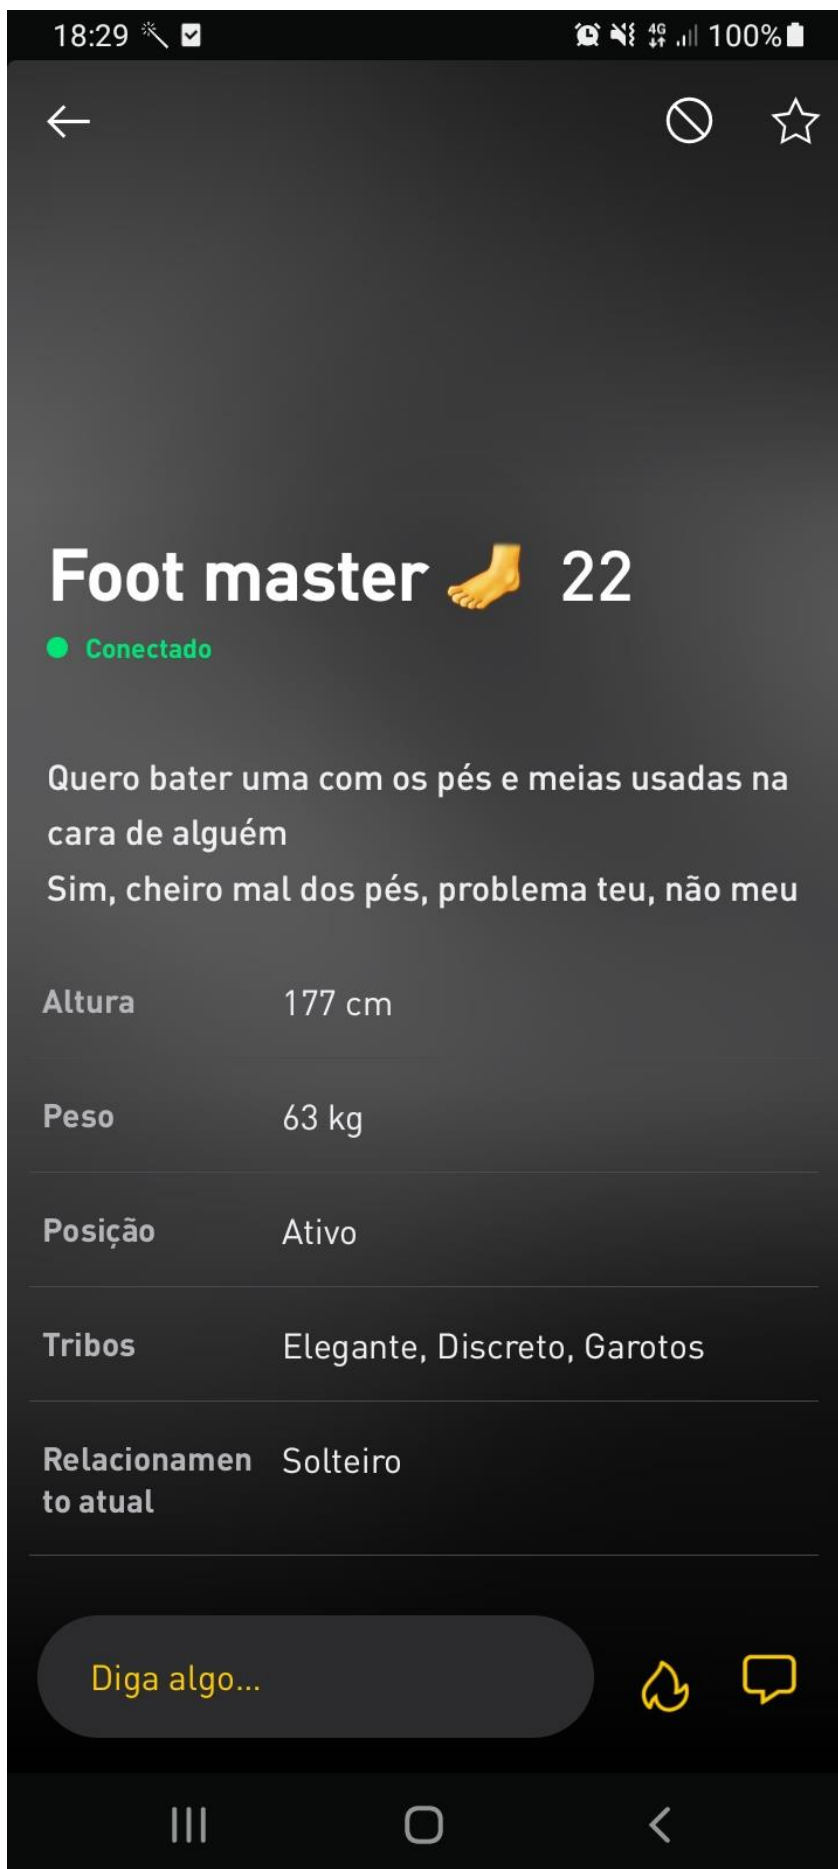 18:29
4G
100%
Foot master 🦶 22
Conectado
Quero bater uma com os pés e meias usadas na
cara de alguém
Sim, cheiro mal dos pés, problema teu, não meu
Altura 177 cm
Peso 63 kg
Posição Ativo
Tribos Elegante, Discreto, Garotos
Relacionamen Solteiro
to atual
Diga algo...